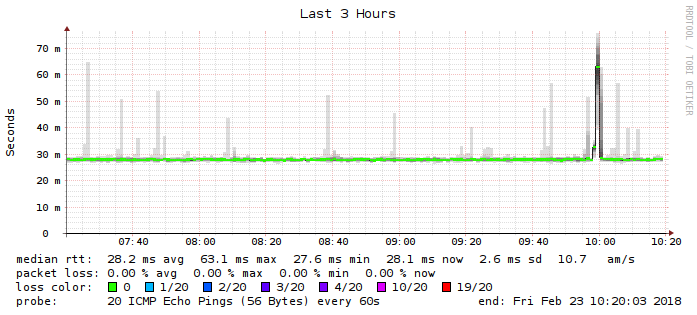 Last 3 Hours
RRDTOOL / TOBI OETIKER
Seconds
70 m
60 m
50 m
40 m
30 m
20 m
10 m
0
07:40 08:00 08:20 08:40 09:00 09:20 09:40 10:00 10:20
median rtt: 28.2 ms avg 63.1 ms max 27.6 ms min 28.1 ms now 2.6 ms sd 10.7 am/s
packet loss: 0.00 % avg 0.00 % max 0.00 % min 0.00 % now
loss color: 0 1/20 2/20 3/20 4/20 10/20 19/20
probe: 20 ICMP Echo Pings (56 Bytes) every 60s end: Fri Feb 23 10:20:03 2018